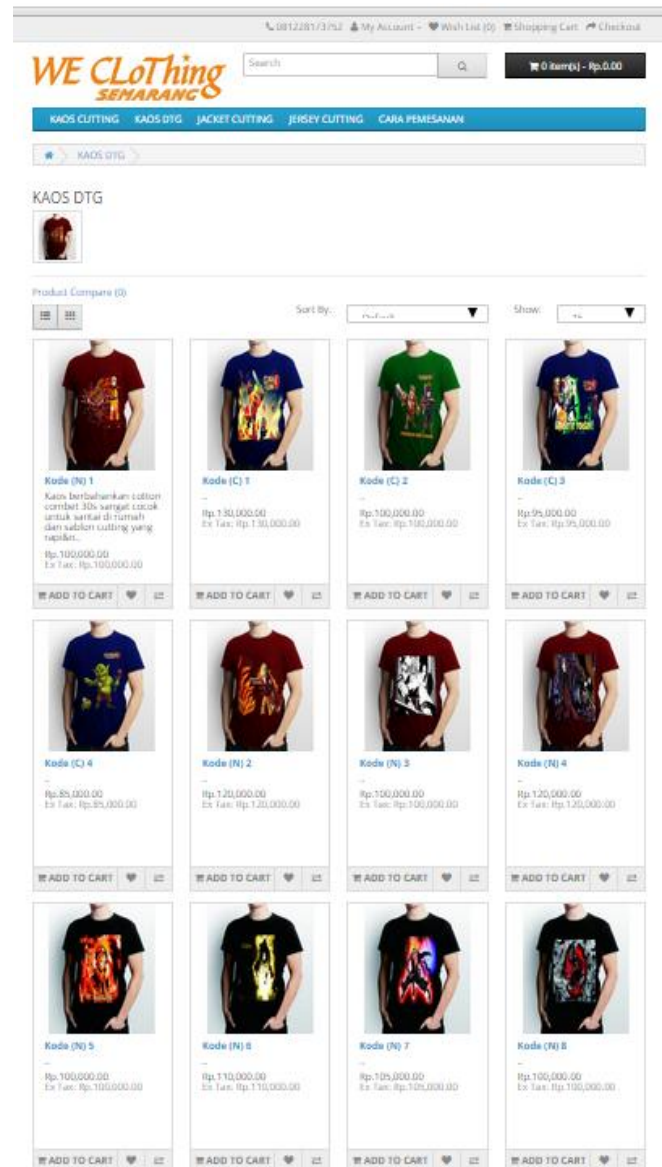 081228173752 My Account Wish List (0) Shopping Cart Checkout
WE CLoThing
SEMARANG
Search
0 item(s) - Rp.0.00
KAOS CUTTING KAOS DTG JACKET CUTTING JERSEY CUTTING CARA PEMESANAN
KAOS DTG
KAOS DTG
Product Compare (0)
Sort By: Show:
Kode (N) 1
Kaos berbahankan cotton
combet 30s sangat cocok
untuk santai di rumah
dan sablon cutting yang
Rp.100,000.00
Ex Tax: Rp.100,000.00
ADD TO CART
Kode (C) 1
..
Rp.130,000.00
Ex Tax: Rp.130,000.00
ADD TO CART
Kode (C) 2
..
Rp.100,000.00
Ex Tax: Rp.100,000.00
ADD TO CART
Kode (C) 3
..
Rp.95,000.00
Ex Tax: Rp.95,000.00
ADD TO CART
Kode (C) 4
..
Rp.85,000.00
Ex Tax: Rp.85,000.00
ADD TO CART
Kode (N) 2
..
Rp.120,000.00
Ex Tax: Rp.120,000.00
ADD TO CART
Kode (N) 3
..
Rp.100,000.00
Ex Tax: Rp.100,000.00
ADD TO CART
Kode (N) 4
..
Rp.120,000.00
Ex Tax: Rp.120,000.00
ADD TO CART
Kode (N) 5
..
Rp.100,000.00
Ex Tax: Rp.100,000.00
ADD TO CART
Kode (N) 6
..
Rp.110,000.00
Ex Tax: Rp.110,000.00
ADD TO CART
Kode (N) 7
..
Rp.105,000.00
Ex Tax: Rp.105,000.00
ADD TO CART
Kode (N) 8
..
Rp.100,000.00
Ex Tax: Rp.100,000.00
ADD TO CART